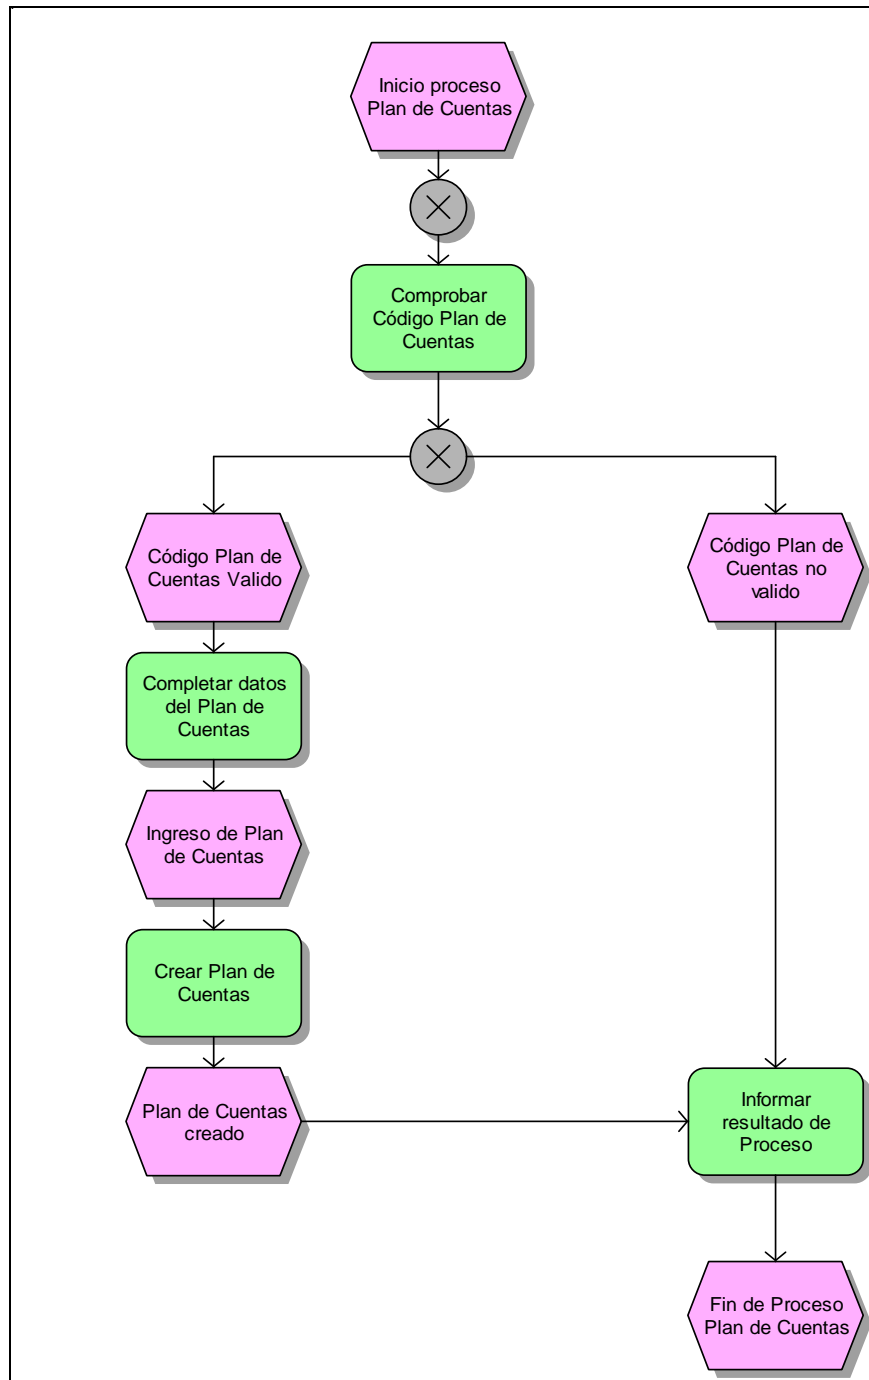 Inicio proceso
Plan de Cuentas
Comprobar
Código Plan de
Cuentas
Código Plan de
Cuentas Valido
Código Plan de
Cuentas no
valido
Completar datos
del Plan de
Cuentas
Ingreso de Plan
de Cuentas
Crear Plan de
Cuentas
Plan de Cuentas
creado
Informar
resultado de
Proceso
Fin de Proceso
Plan de Cuentas